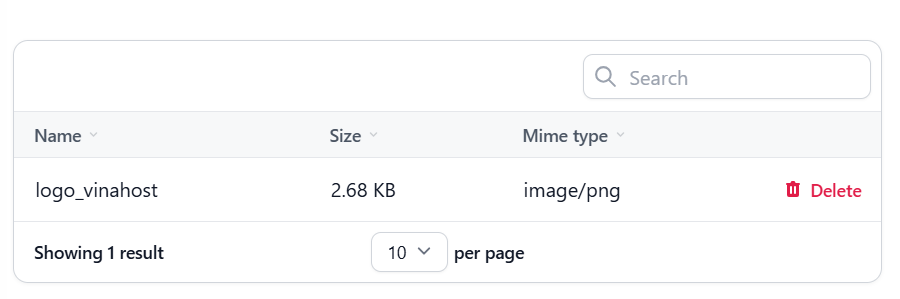 Search
Name Size Mime type
logo_vinahost 2.68 KB image/png Delete
Showing 1 result 10 per page